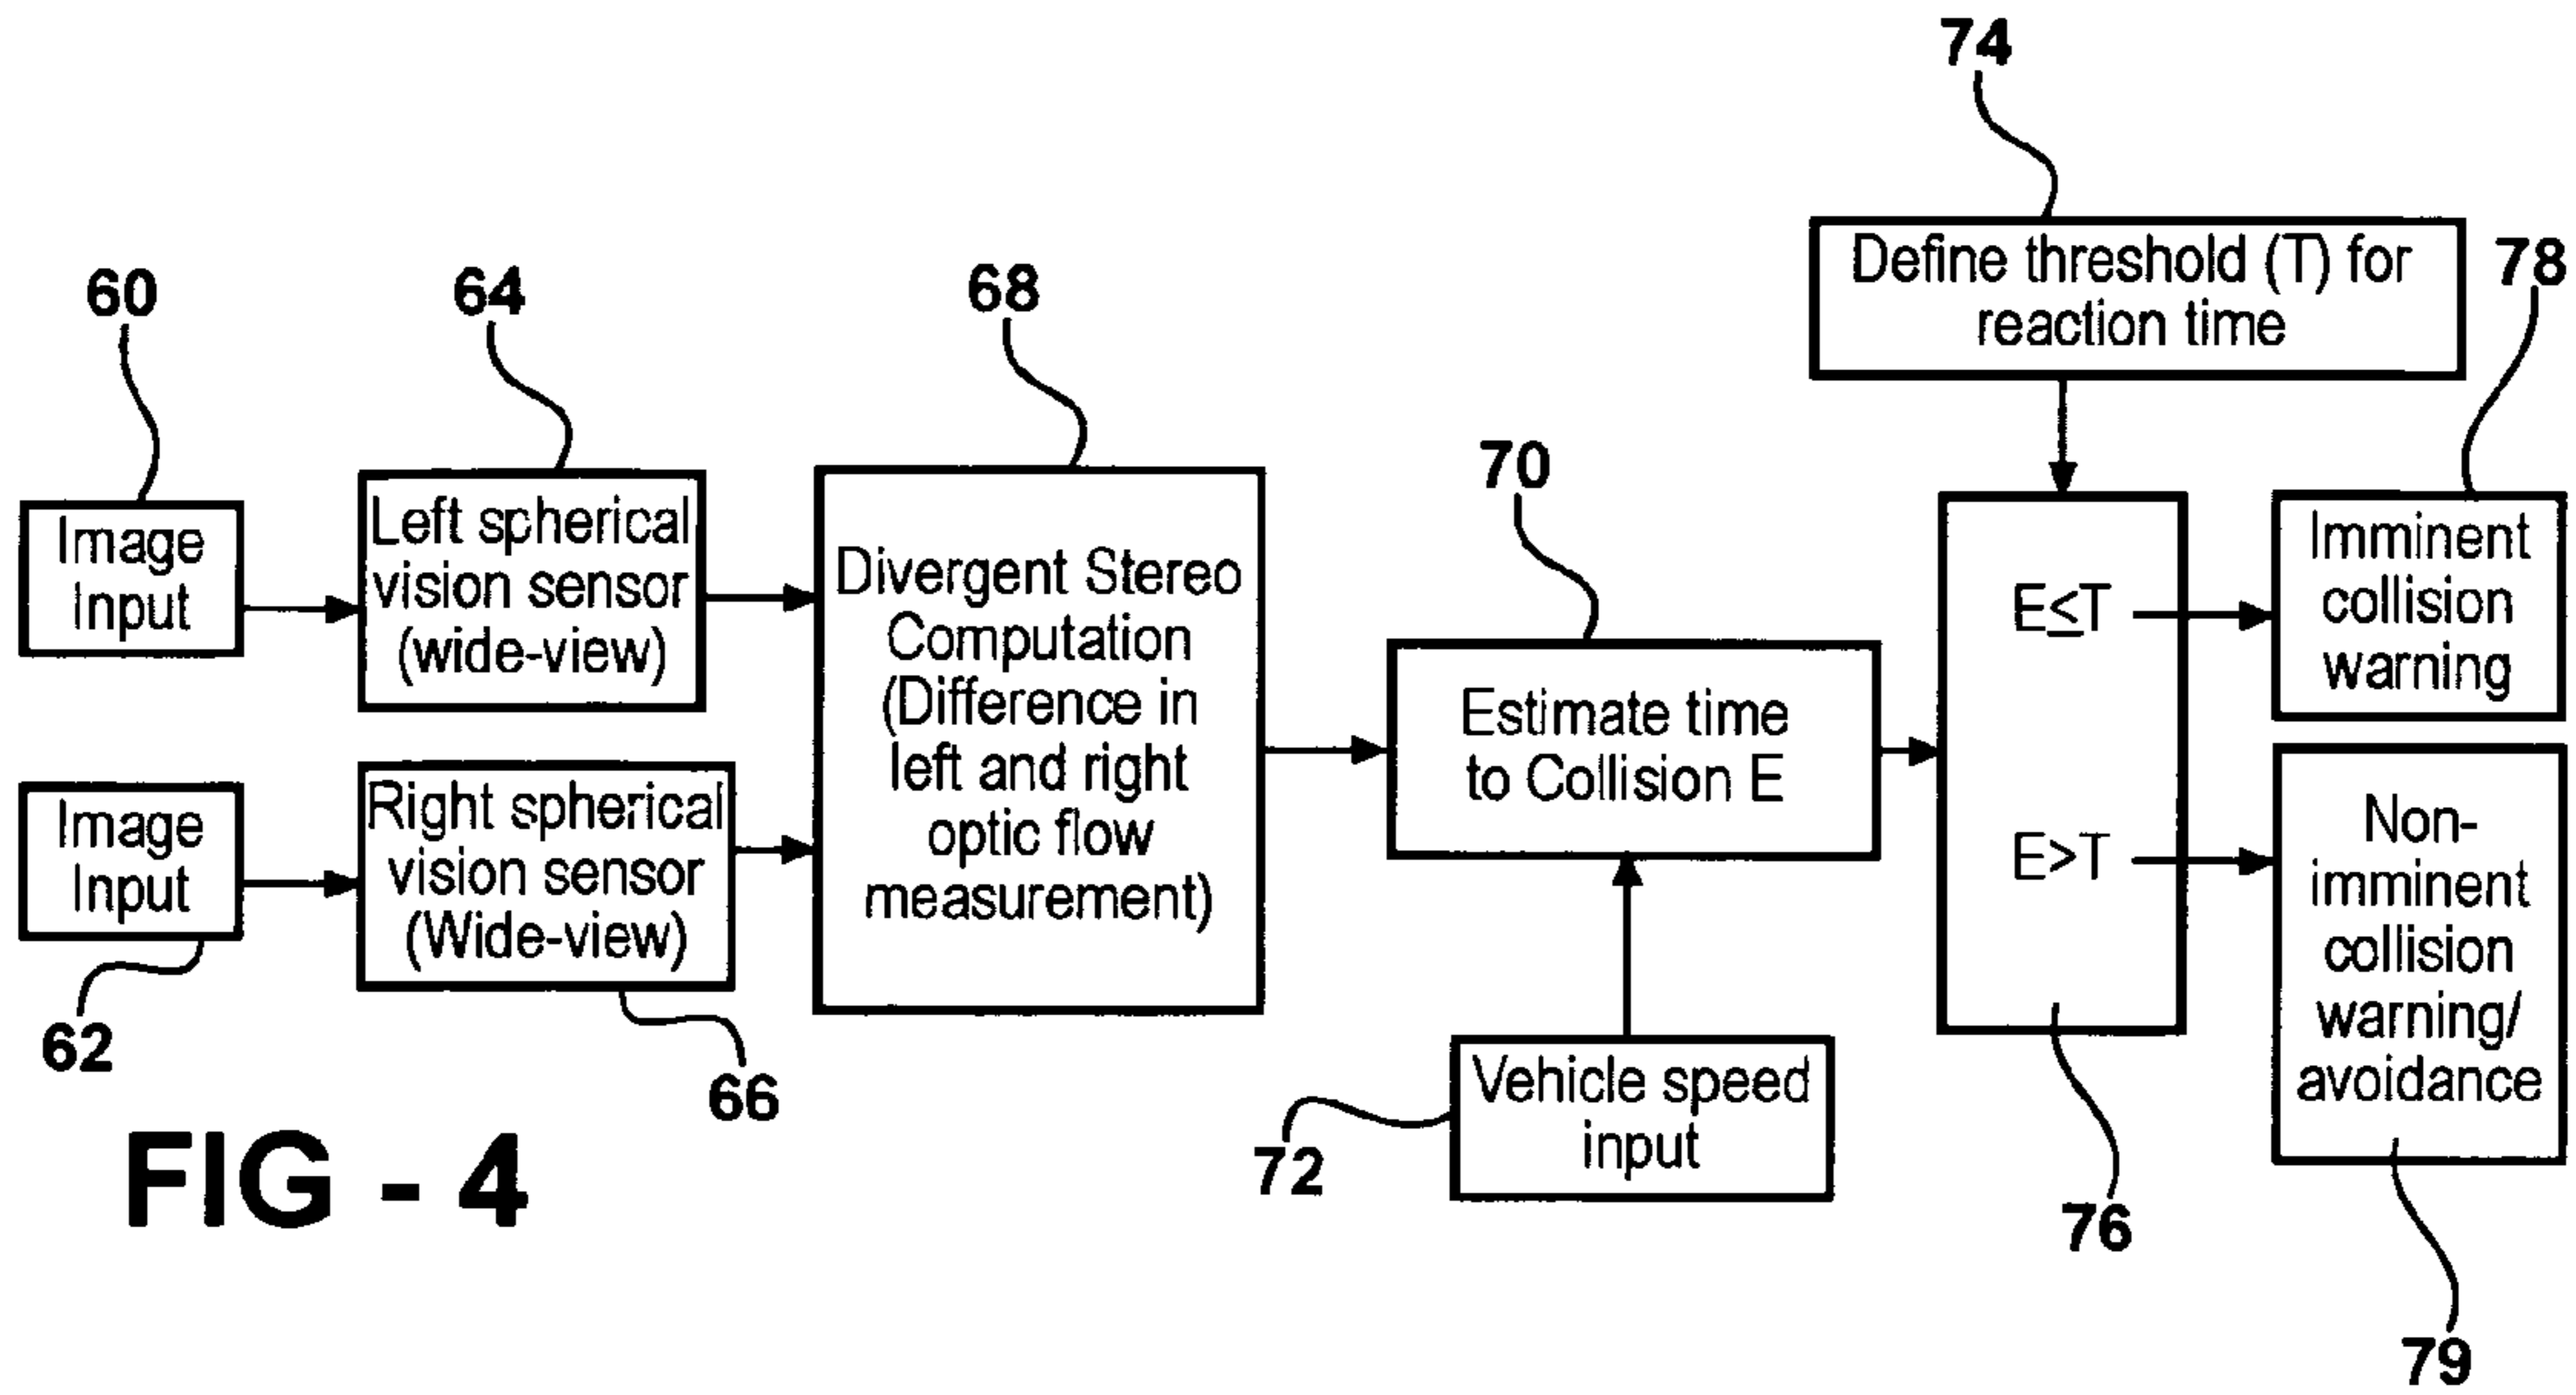 74
Define threshold (T) for
reaction time
78
60
64
68
70
Image
Input
Left spherical
vision sensor
(wide-view)
Divergent Stereo
Computation
(Difference in
left and right
optic flow
measurement)
Estimate time
to Collision E
E≤T
E>T
Imminent
collision
warning
Image
Input
Right spherical
vision sensor
(Wide-view)
Non-
imminent
collision
warning/
avoidance
62
66
72
Vehicle speed
input
76
79
FIG - 4